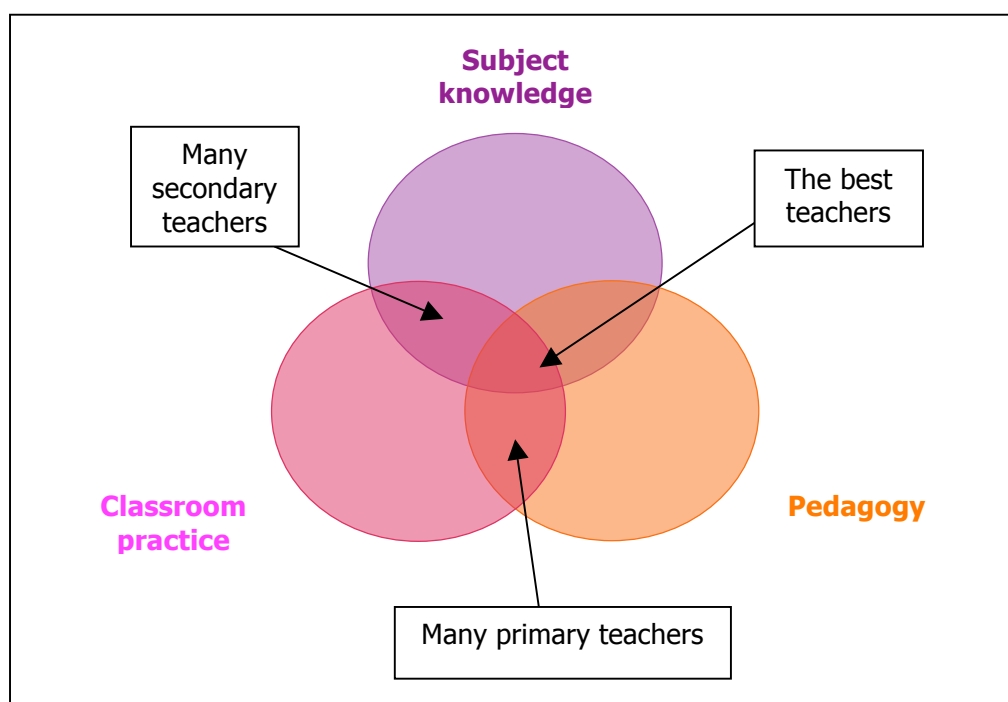 Subject
knowledge
Many
secondary
teachers
The best
teachers
Classroom
practice
Pedagogy
Many primary teachers